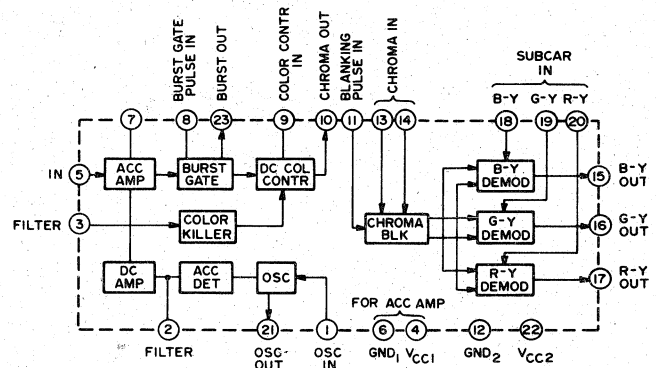 BURST GATE
PULSE IN
BURST OUT
COLOR CONTR
IN
CHROMA OUT
BLANKING
PULSE IN
CHROMA IN
SUBCAR
IN
B-Y G-Y R-Y
7 8 23 9 10 11 13 14 18 19 20
IN 5
ACC
AMP
BURST
GATE
DC COL
CONTR
B-Y
DEMOD
15 B-Y
OUT
FILTER 3
COLOR
KILLER
CHROMA
BLK
G-Y
DEMOD
16 G-Y
OUT
DC
AMP.
ACC
DET
OSC
R-Y
DEMOD
17 R-Y
OUT
FOR ACC AMP
2 21 1 6 4 12 22
FILTER
OSC-
OUT
OSC
IN
GND1 VCC1
GND2
VCC2